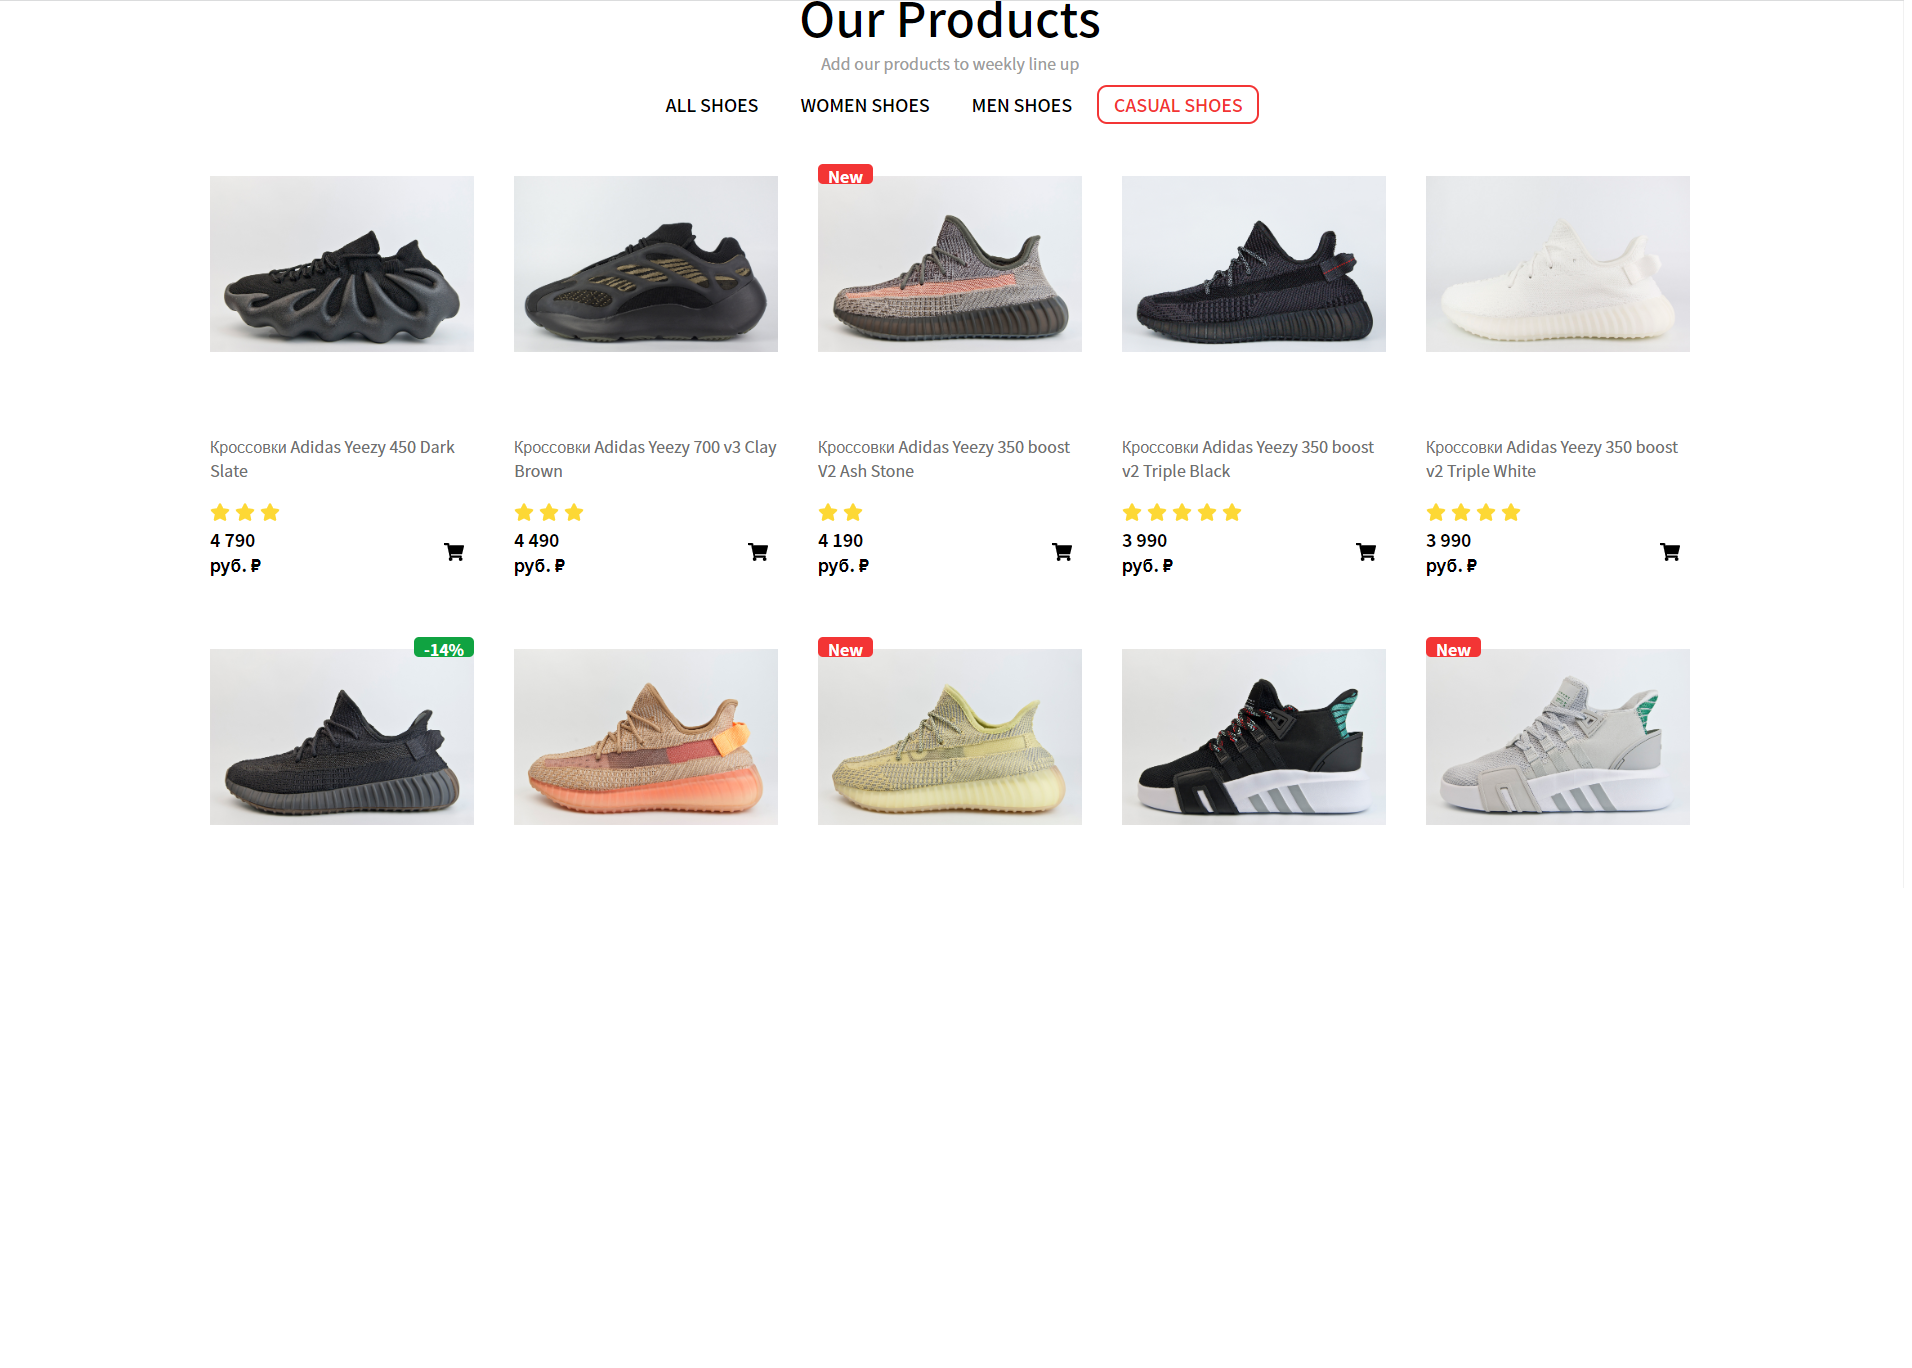 Our Products
Add our products to weekly line up
ALL SHOES WOMEN SHOES MEN SHOES CASUAL SHOES
New
Кроссовки Adidas Yeezy 450 Dark
Slate
4 790
руб. ₽
Кроссовки Adidas Yeezy 700 v3 Clay
Brown
4 490
руб. ₽
Кроссовки Adidas Yeezy 350 boost
V2 Ash Stone
4 190
руб. ₽
Кроссовки Adidas Yeezy 350 boost
v2 Triple Black
3 990
руб. ₽
Кроссовки Adidas Yeezy 350 boost
v2 Triple White
3 990
руб. ₽
-14%
New
New